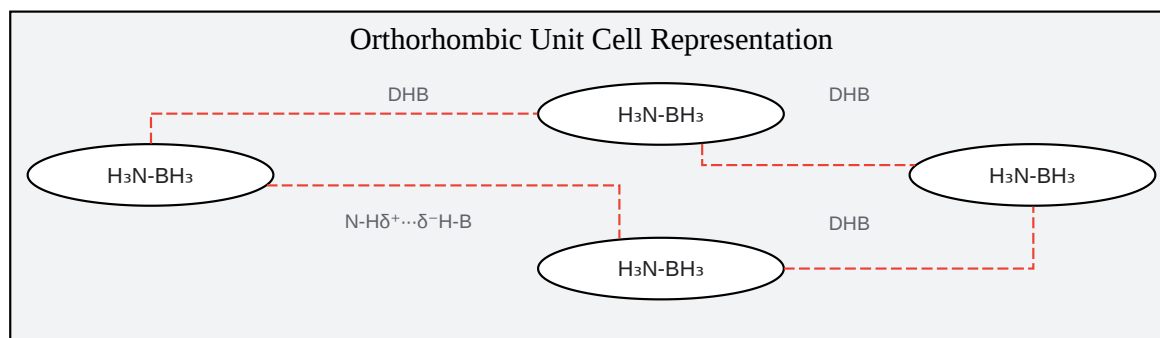 Orthorhombic Unit Cell Representation
DHB
DHB
H₃N-BH₃
H₃N-BH₃
H₃N-BH₃
N-Hδ⁺···δ⁻H-B
DHB
H₃N-BH₃